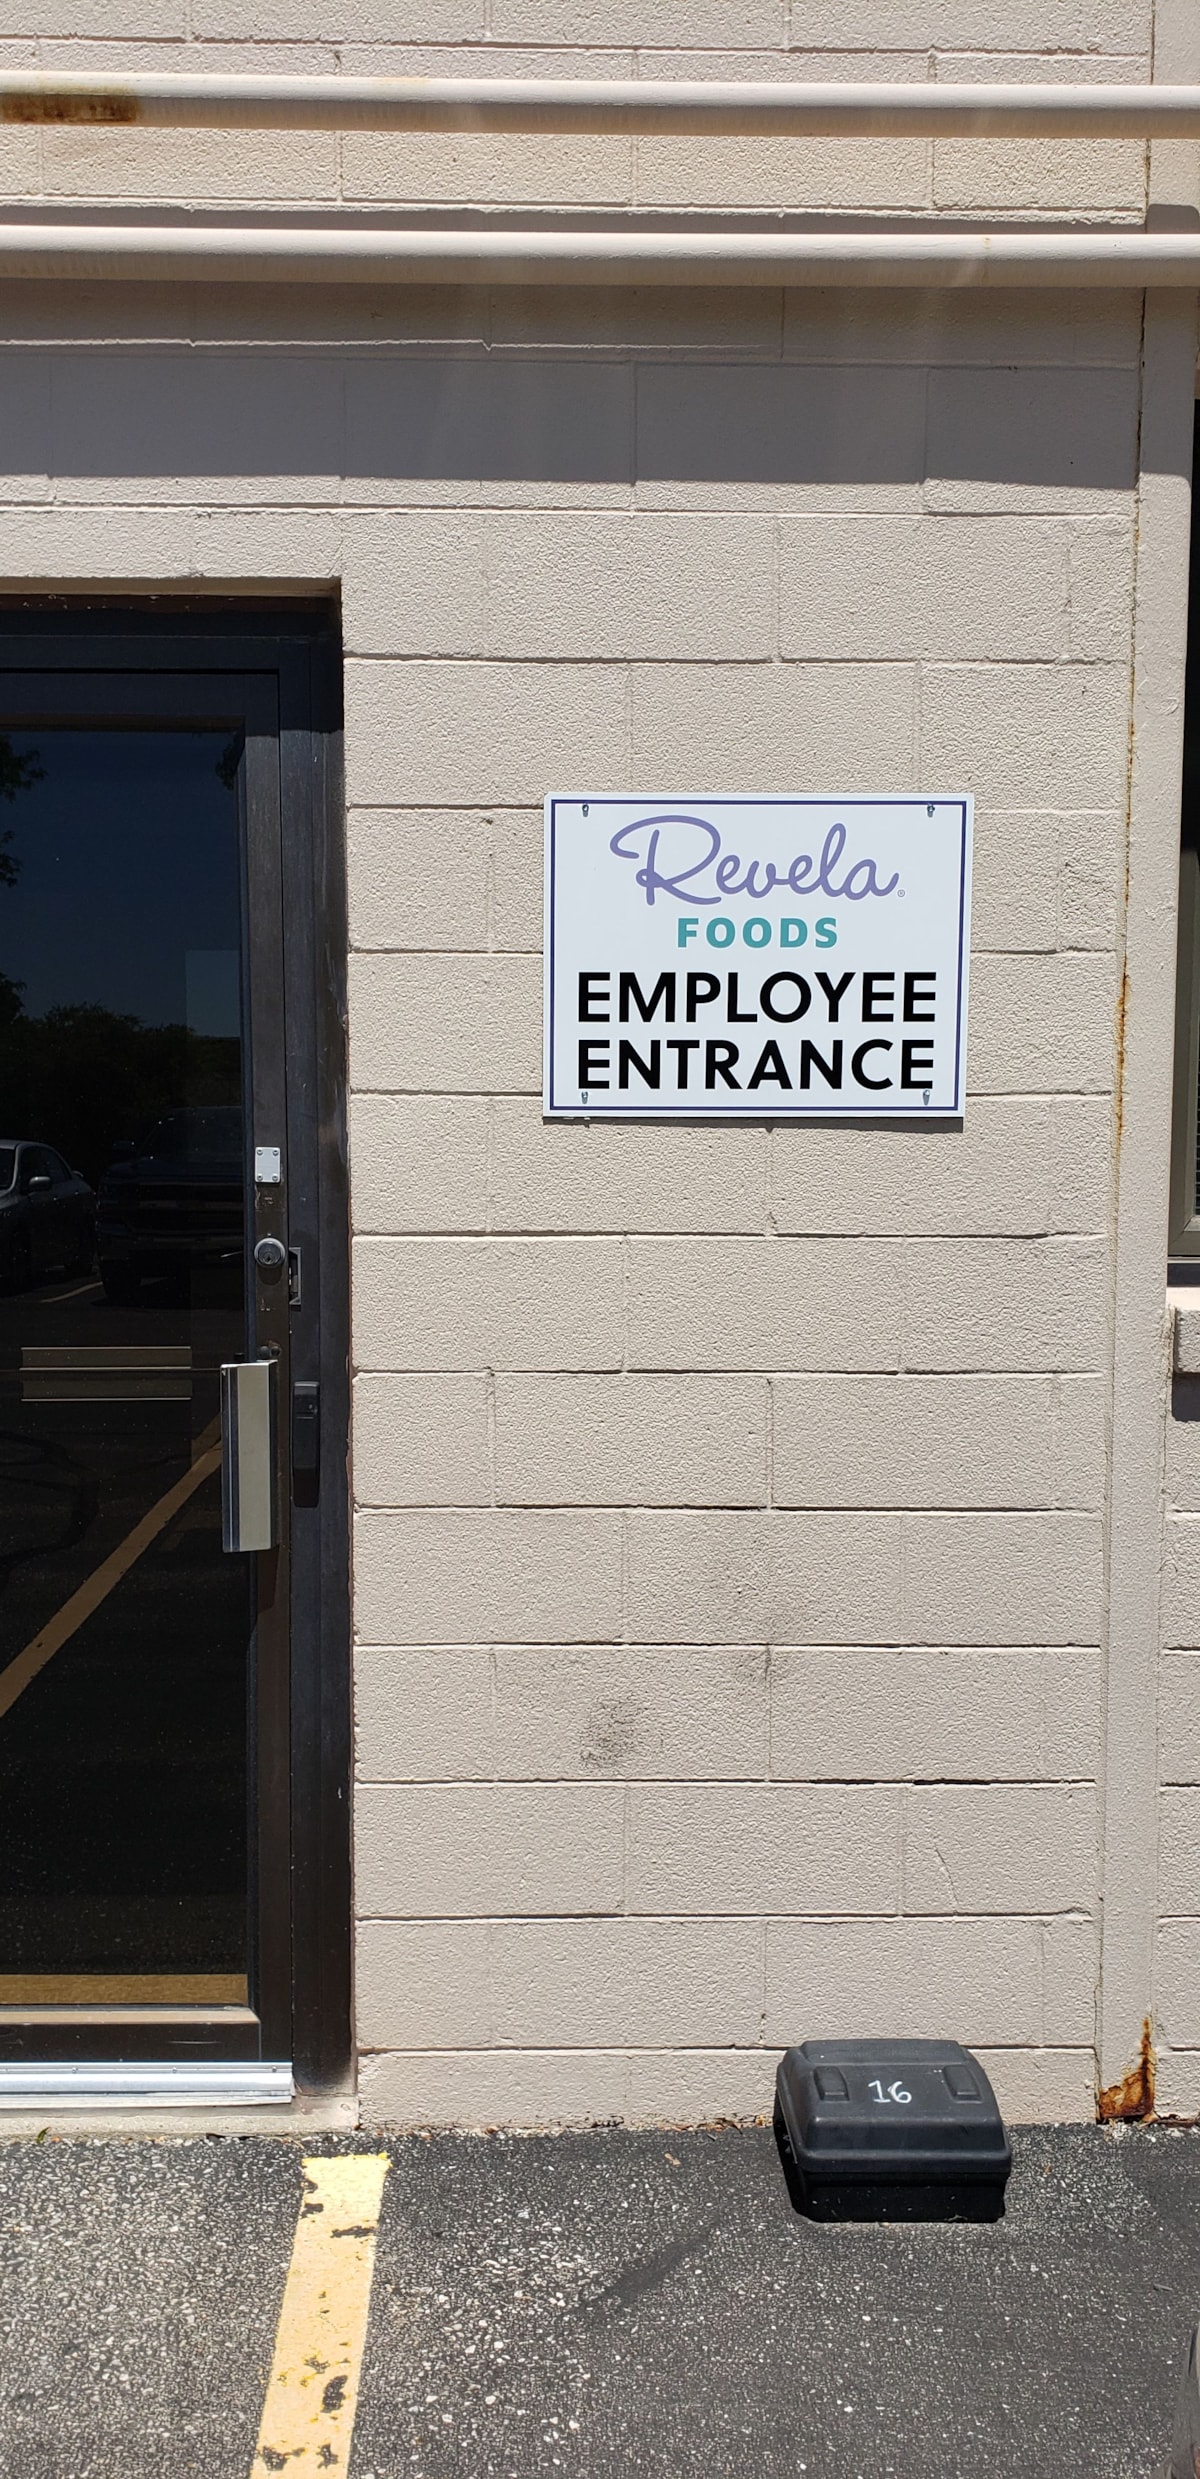 Revela®
FOODS
EMPLOYEE
ENTRANCE
16